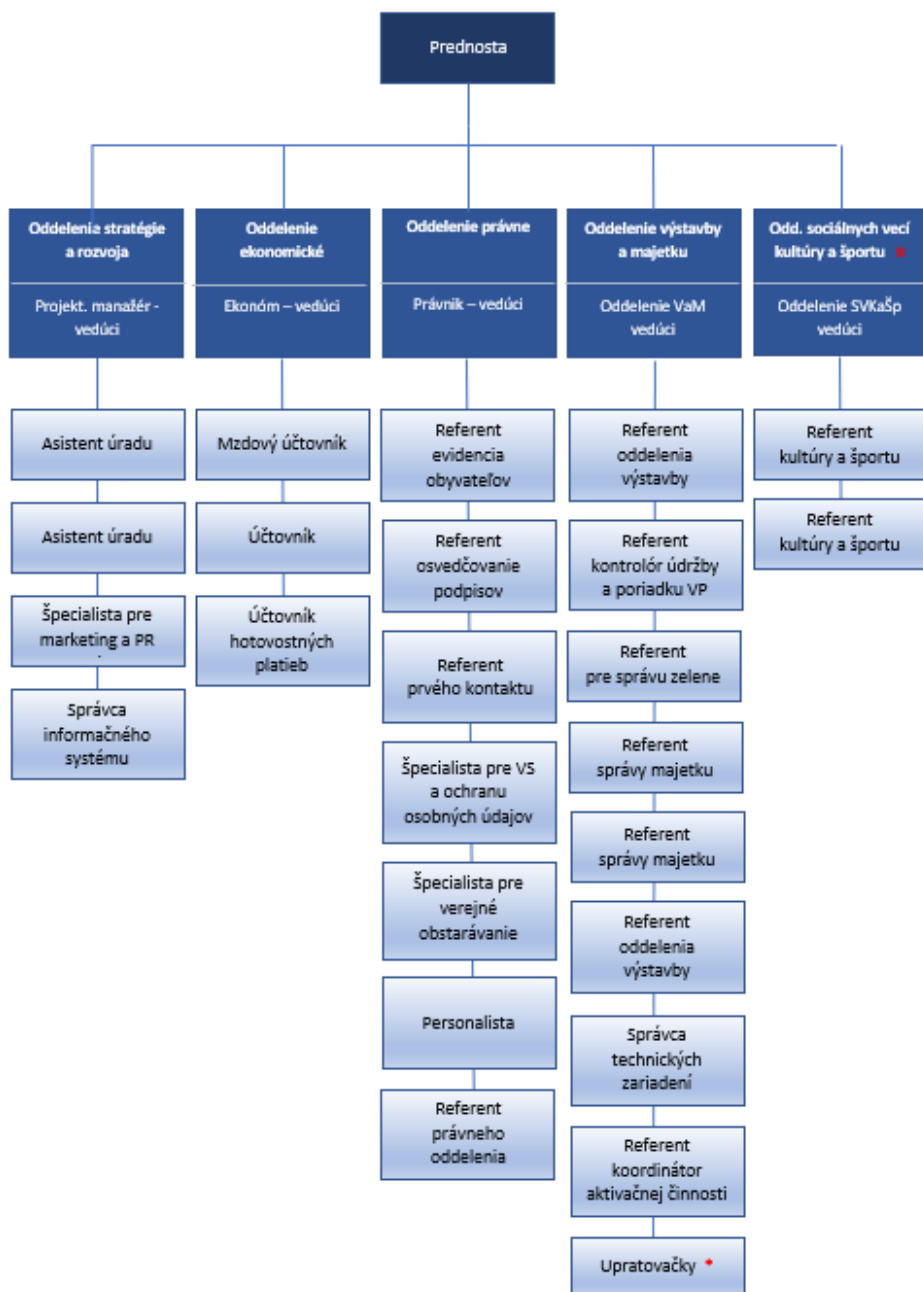 Prednosta
Oddelenie stratégie
a rozvoja
Projekt. manažér -
vedúci
Asistent úradu
Asistent úradu
Špecialista pre
marketing a PR
Správca
informačného
systému
Oddelenie
ekonomické
Ekonóm – vedúci
Mzdový účtovník
Účtovník
Účtovník
hotovostných
platieb
Oddelenie právne
Právnik – vedúci
Referent
evidencia
obyvateľov
Referent
osvedčovanie
podpisov
Referent
prvého kontaktu
Špecialista pre VS
a ochranu
osobných údajov
Špecialista pre
verejné
obstarávanie
Personalista
Referent
právneho
oddelenia
Oddelenie výstavby
a majetku
Oddelenie VaM
vedúci
Referent
oddelenia
výstavby
Referent
kontrolór údržby
a poriadku VP
Referent
pre správu zelene
Referent
správy majetku
Referent
správy majetku
Referent
oddelenia
výstavby
Správca
technických
zariadení
Referent
koordinátor
aktivačnej činnosti
Upratovačky *
Odd. sociálnych vecí
kultúry a športu
Oddelenie SVKaŠp
vedúci
Referent
kultúry a športu
Referent
kultúry a športu